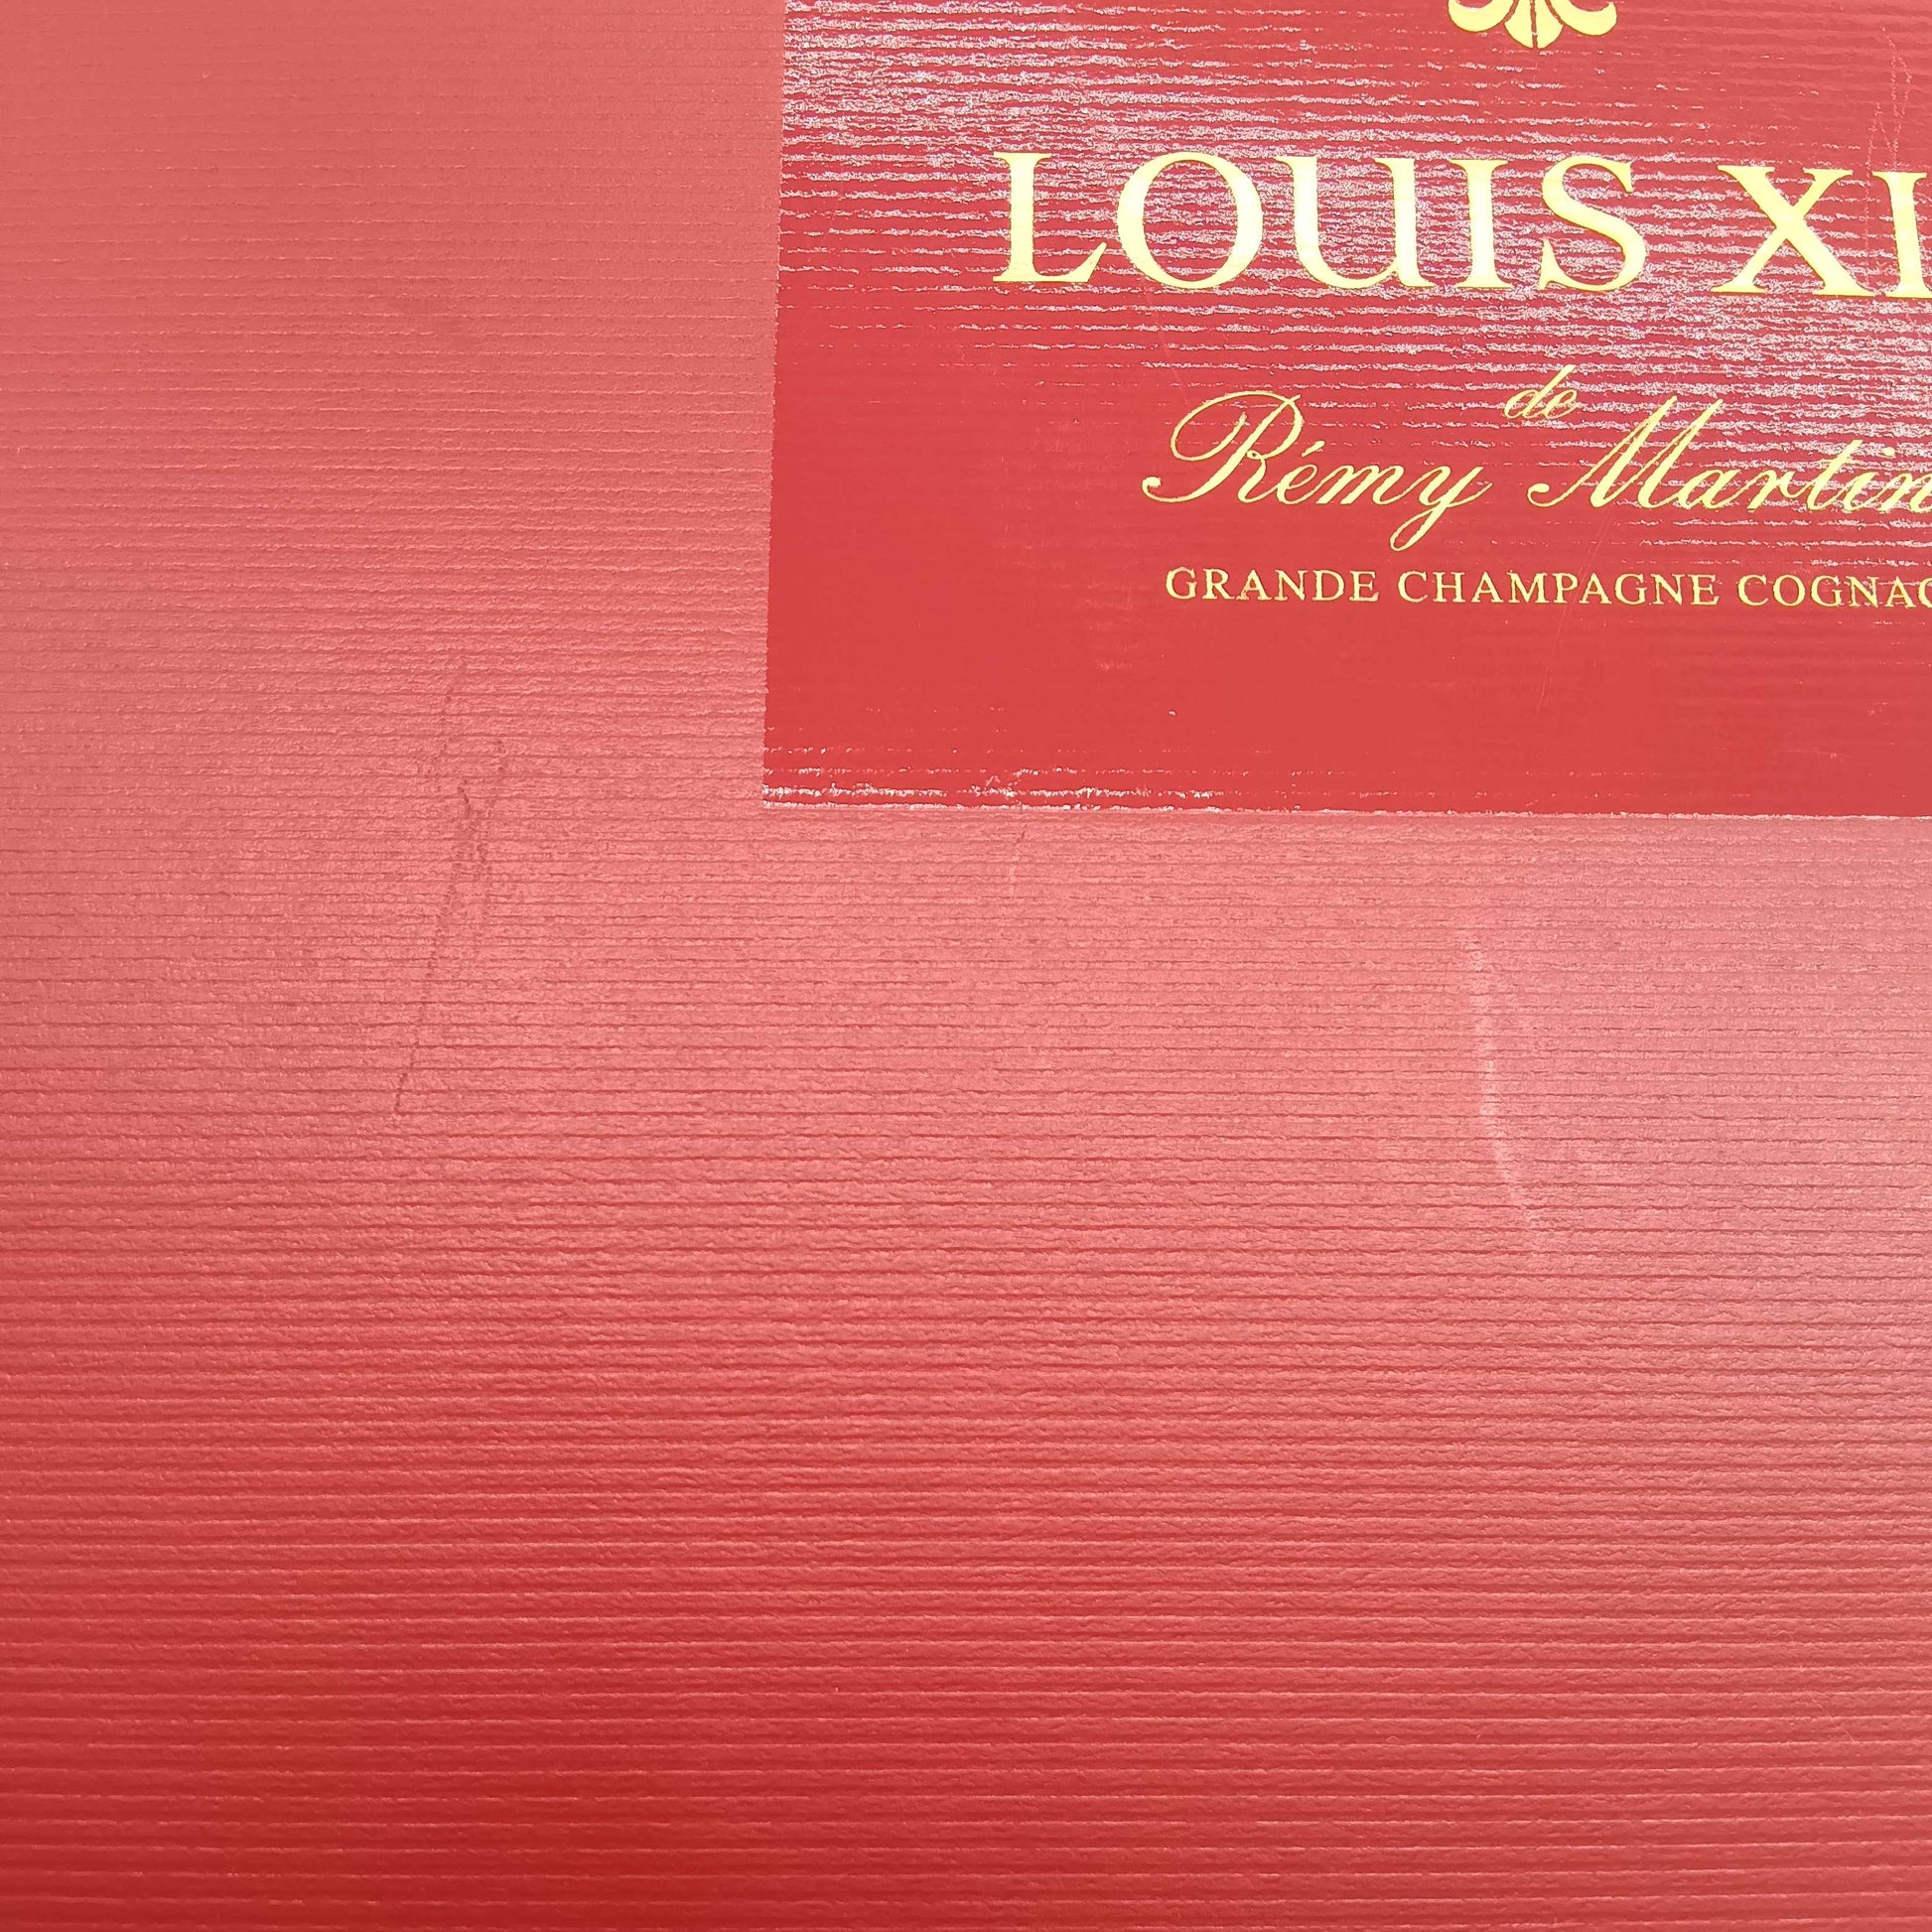 LOUIS XI
de
Rémy Martin
GRANDE CHAMPAGNE COGNAC